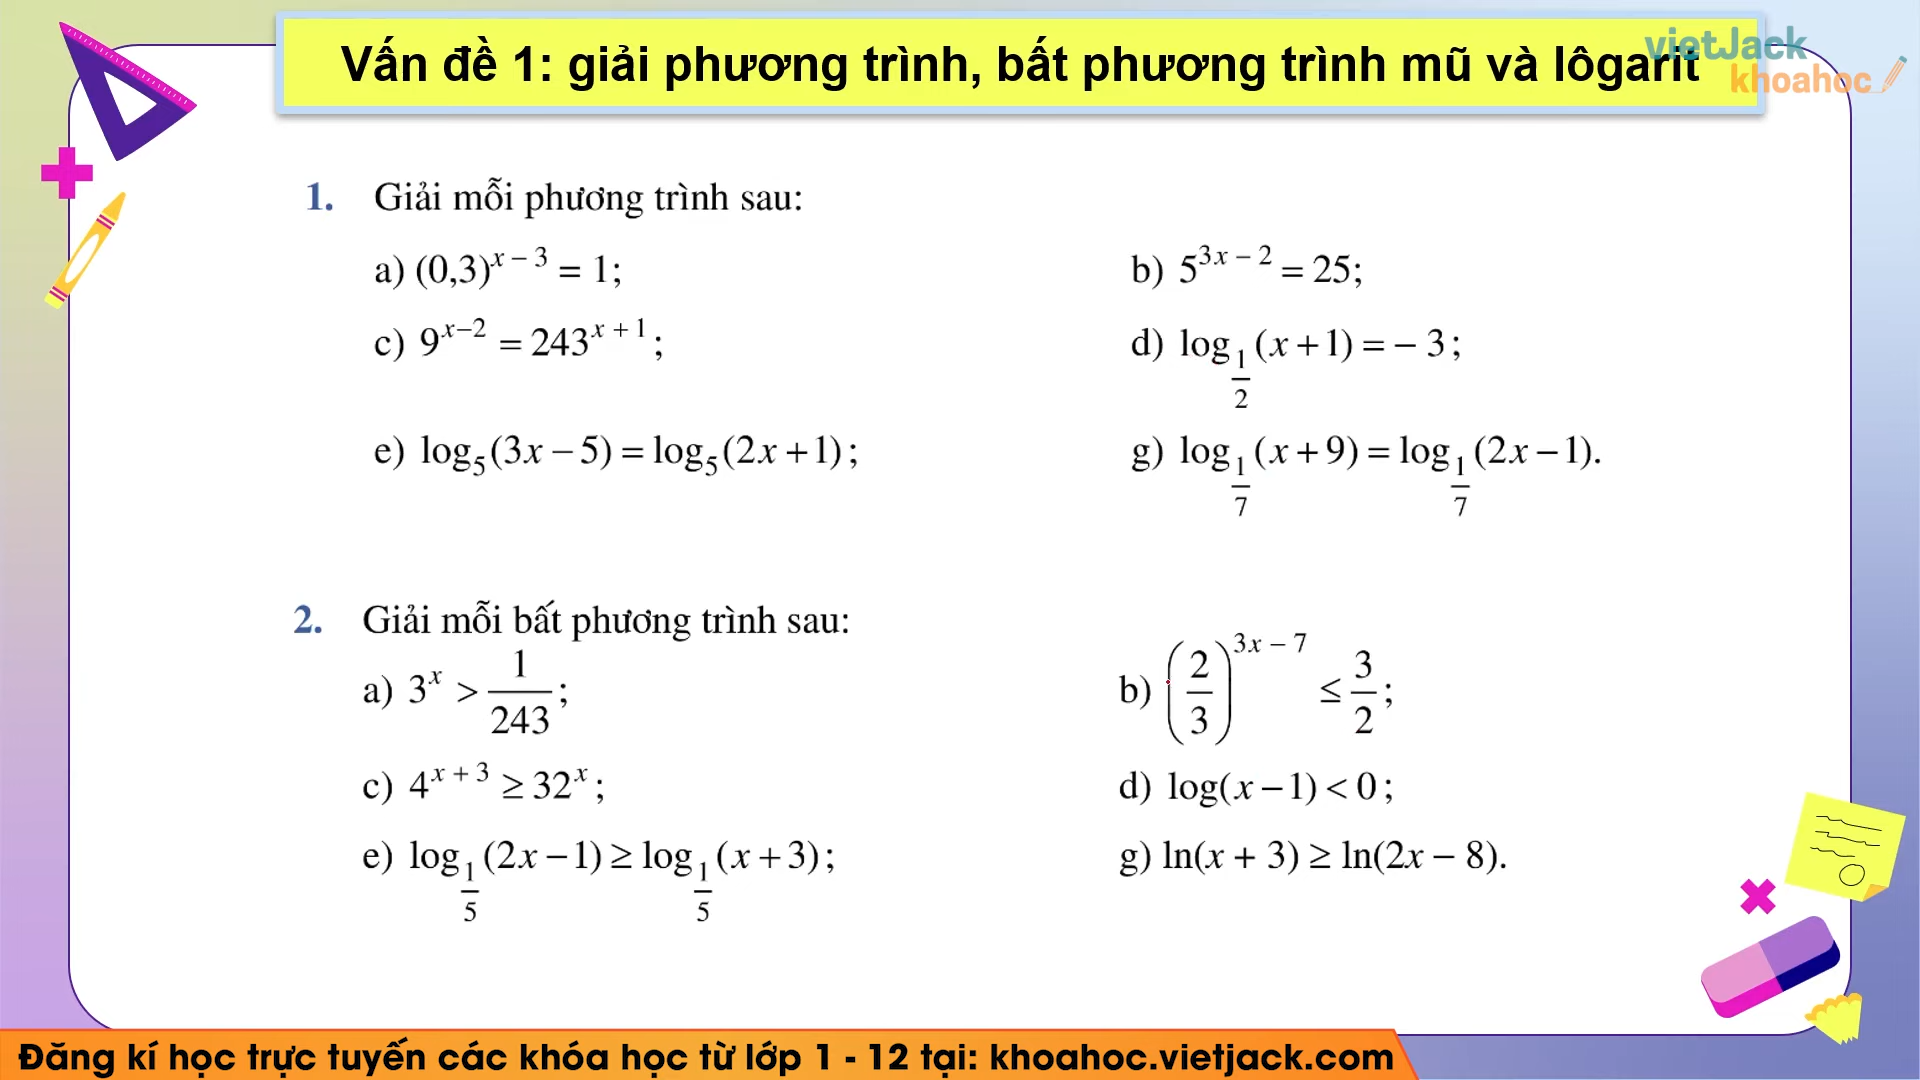 Vấn đề 1: giải phương trình, bất phương trình mũ và lôgarit
vietJack
khoahoc
1. Giải mỗi phương trình sau:
a) (0,3)^{x – 3} = 1; b) 5^{3x – 2} = 25;
c) 9^{x–2} = 243^{x + 1}; d) log_{1/2}(x + 1) = – 3;
e) log_5(3x – 5) = log_5(2x + 1); g) log_{1/7}(x + 9) = log_{1/7}(2x – 1).
2. Giải mỗi bất phương trình sau:
a) 3^x > 1/243; b) (2/3)^{3x – 7} ≤ 3/2;
c) 4^{x + 3} ≥ 32^x; d) log(x – 1) < 0;
e) log_{1/5}(2x – 1) ≥ log_{1/5}(x + 3); g) ln(x + 3) ≥ ln(2x – 8).
Đăng kí học trực tuyến các khóa học từ lớp 1 - 12 tại: khoahoc.vietjack.com